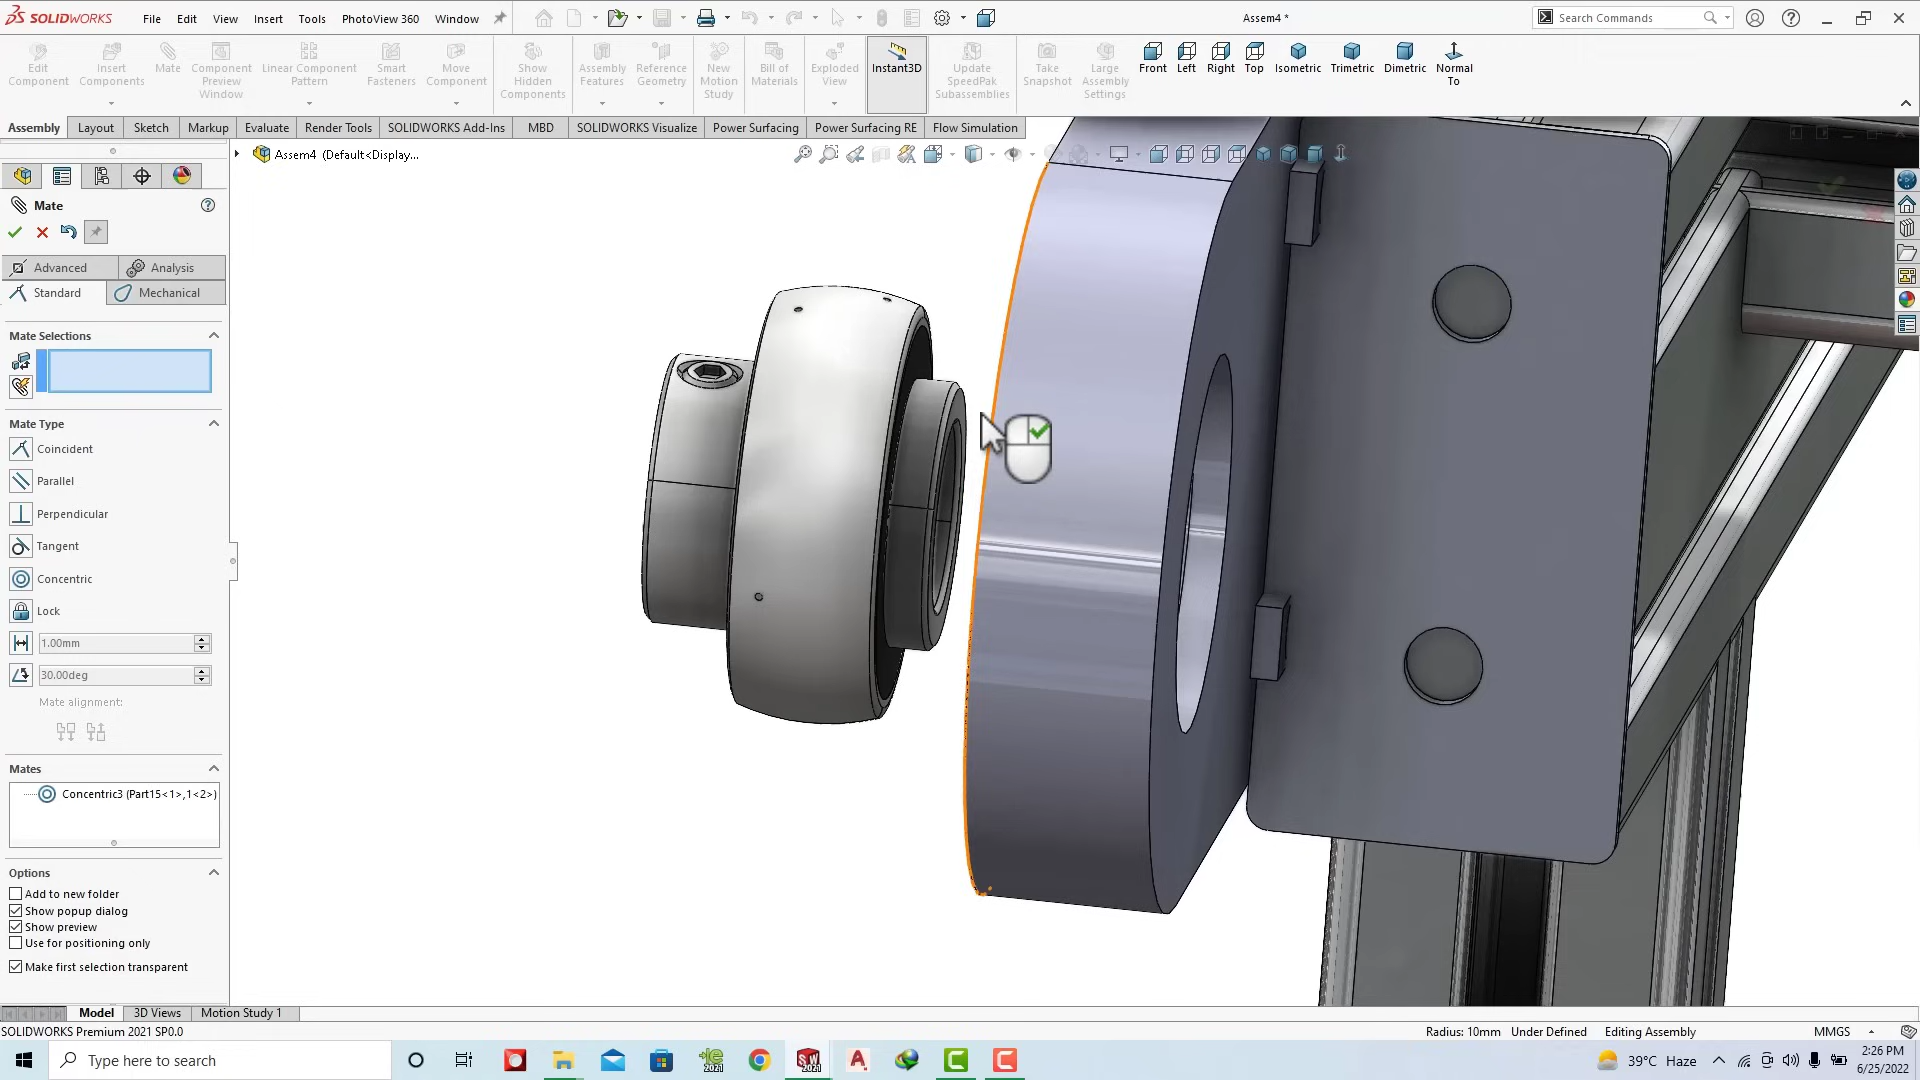 SOLIDWORKS
File Edit View Insert Tools PhotoView 360 Window
Assem4 *
Search Commands
Edit Component
Insert Components
Mate
Component Preview Window
Linear Component Pattern
Smart Fasteners
Move Component
Show Hidden Components
Assembly Features
Reference Geometry
New Motion Study
Bill of Materials
Exploded View
Instant3D
Update SpeedPak Subassemblies
Take Snapshot
Large Assembly Settings
Front
Left
Right
Top
Isometric
Trimetric
Dimetric
Normal To
Assembly Layout Sketch Markup Evaluate Render Tools SOLIDWORKS Add-Ins MBD SOLIDWORKS Visualize Power Surfacing Power Surfacing RE Flow Simulation
Assem4 (Default<Display...
Mate
Advanced Analysis
Standard Mechanical
Mate Selections
Mate Type
Coincident
Parallel
Perpendicular
Tangent
Concentric
Lock
1.00mm
30.00deg
Mate alignment:
Mates
Concentric3 (Part15<1>,1<2>)
Options
Add to new folder
Show popup dialog
Show preview
Use for positioning only
Make first selection transparent
Model 3D Views Motion Study 1
SOLIDWORKS Premium 2021 SP0.0
Radius: 10mm Under Defined Editing Assembly MMGS
Type here to search
39°C Haze
2:26 PM
6/25/2022